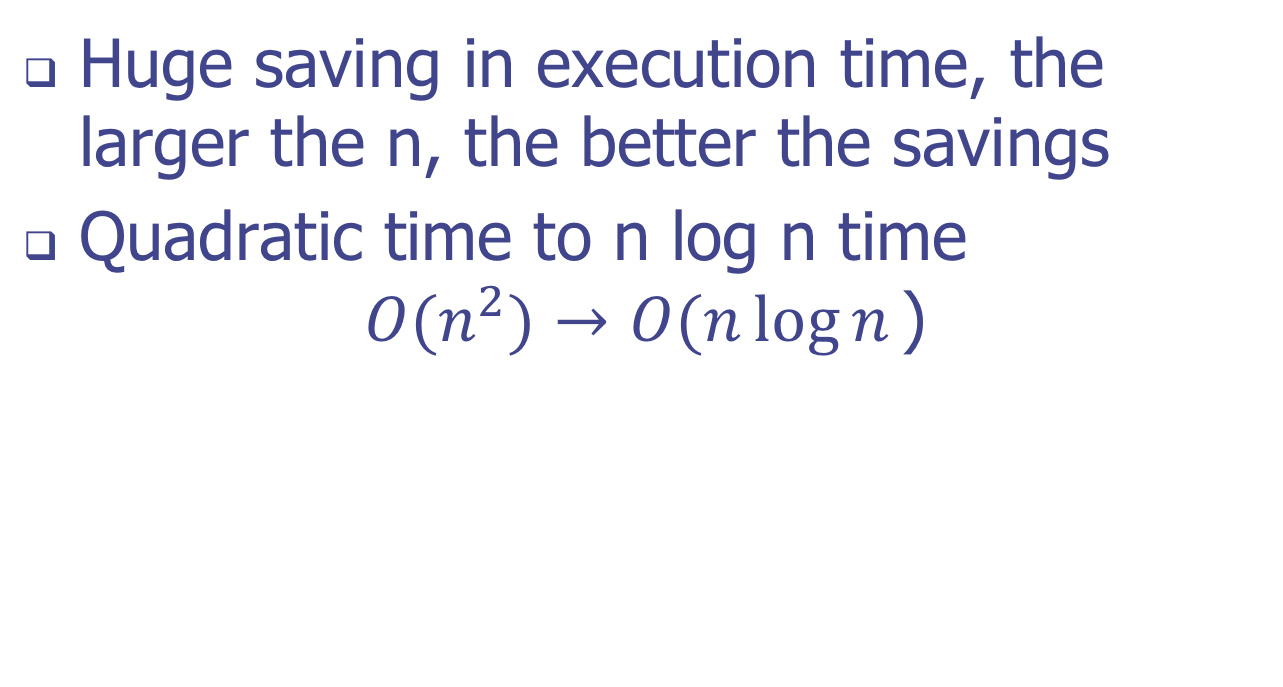 ❑ Huge saving in execution time, the
larger the n, the better the savings
❑ Quadratic time to n log n time
𝑂(𝑛²) → 𝑂(𝑛 log 𝑛 )